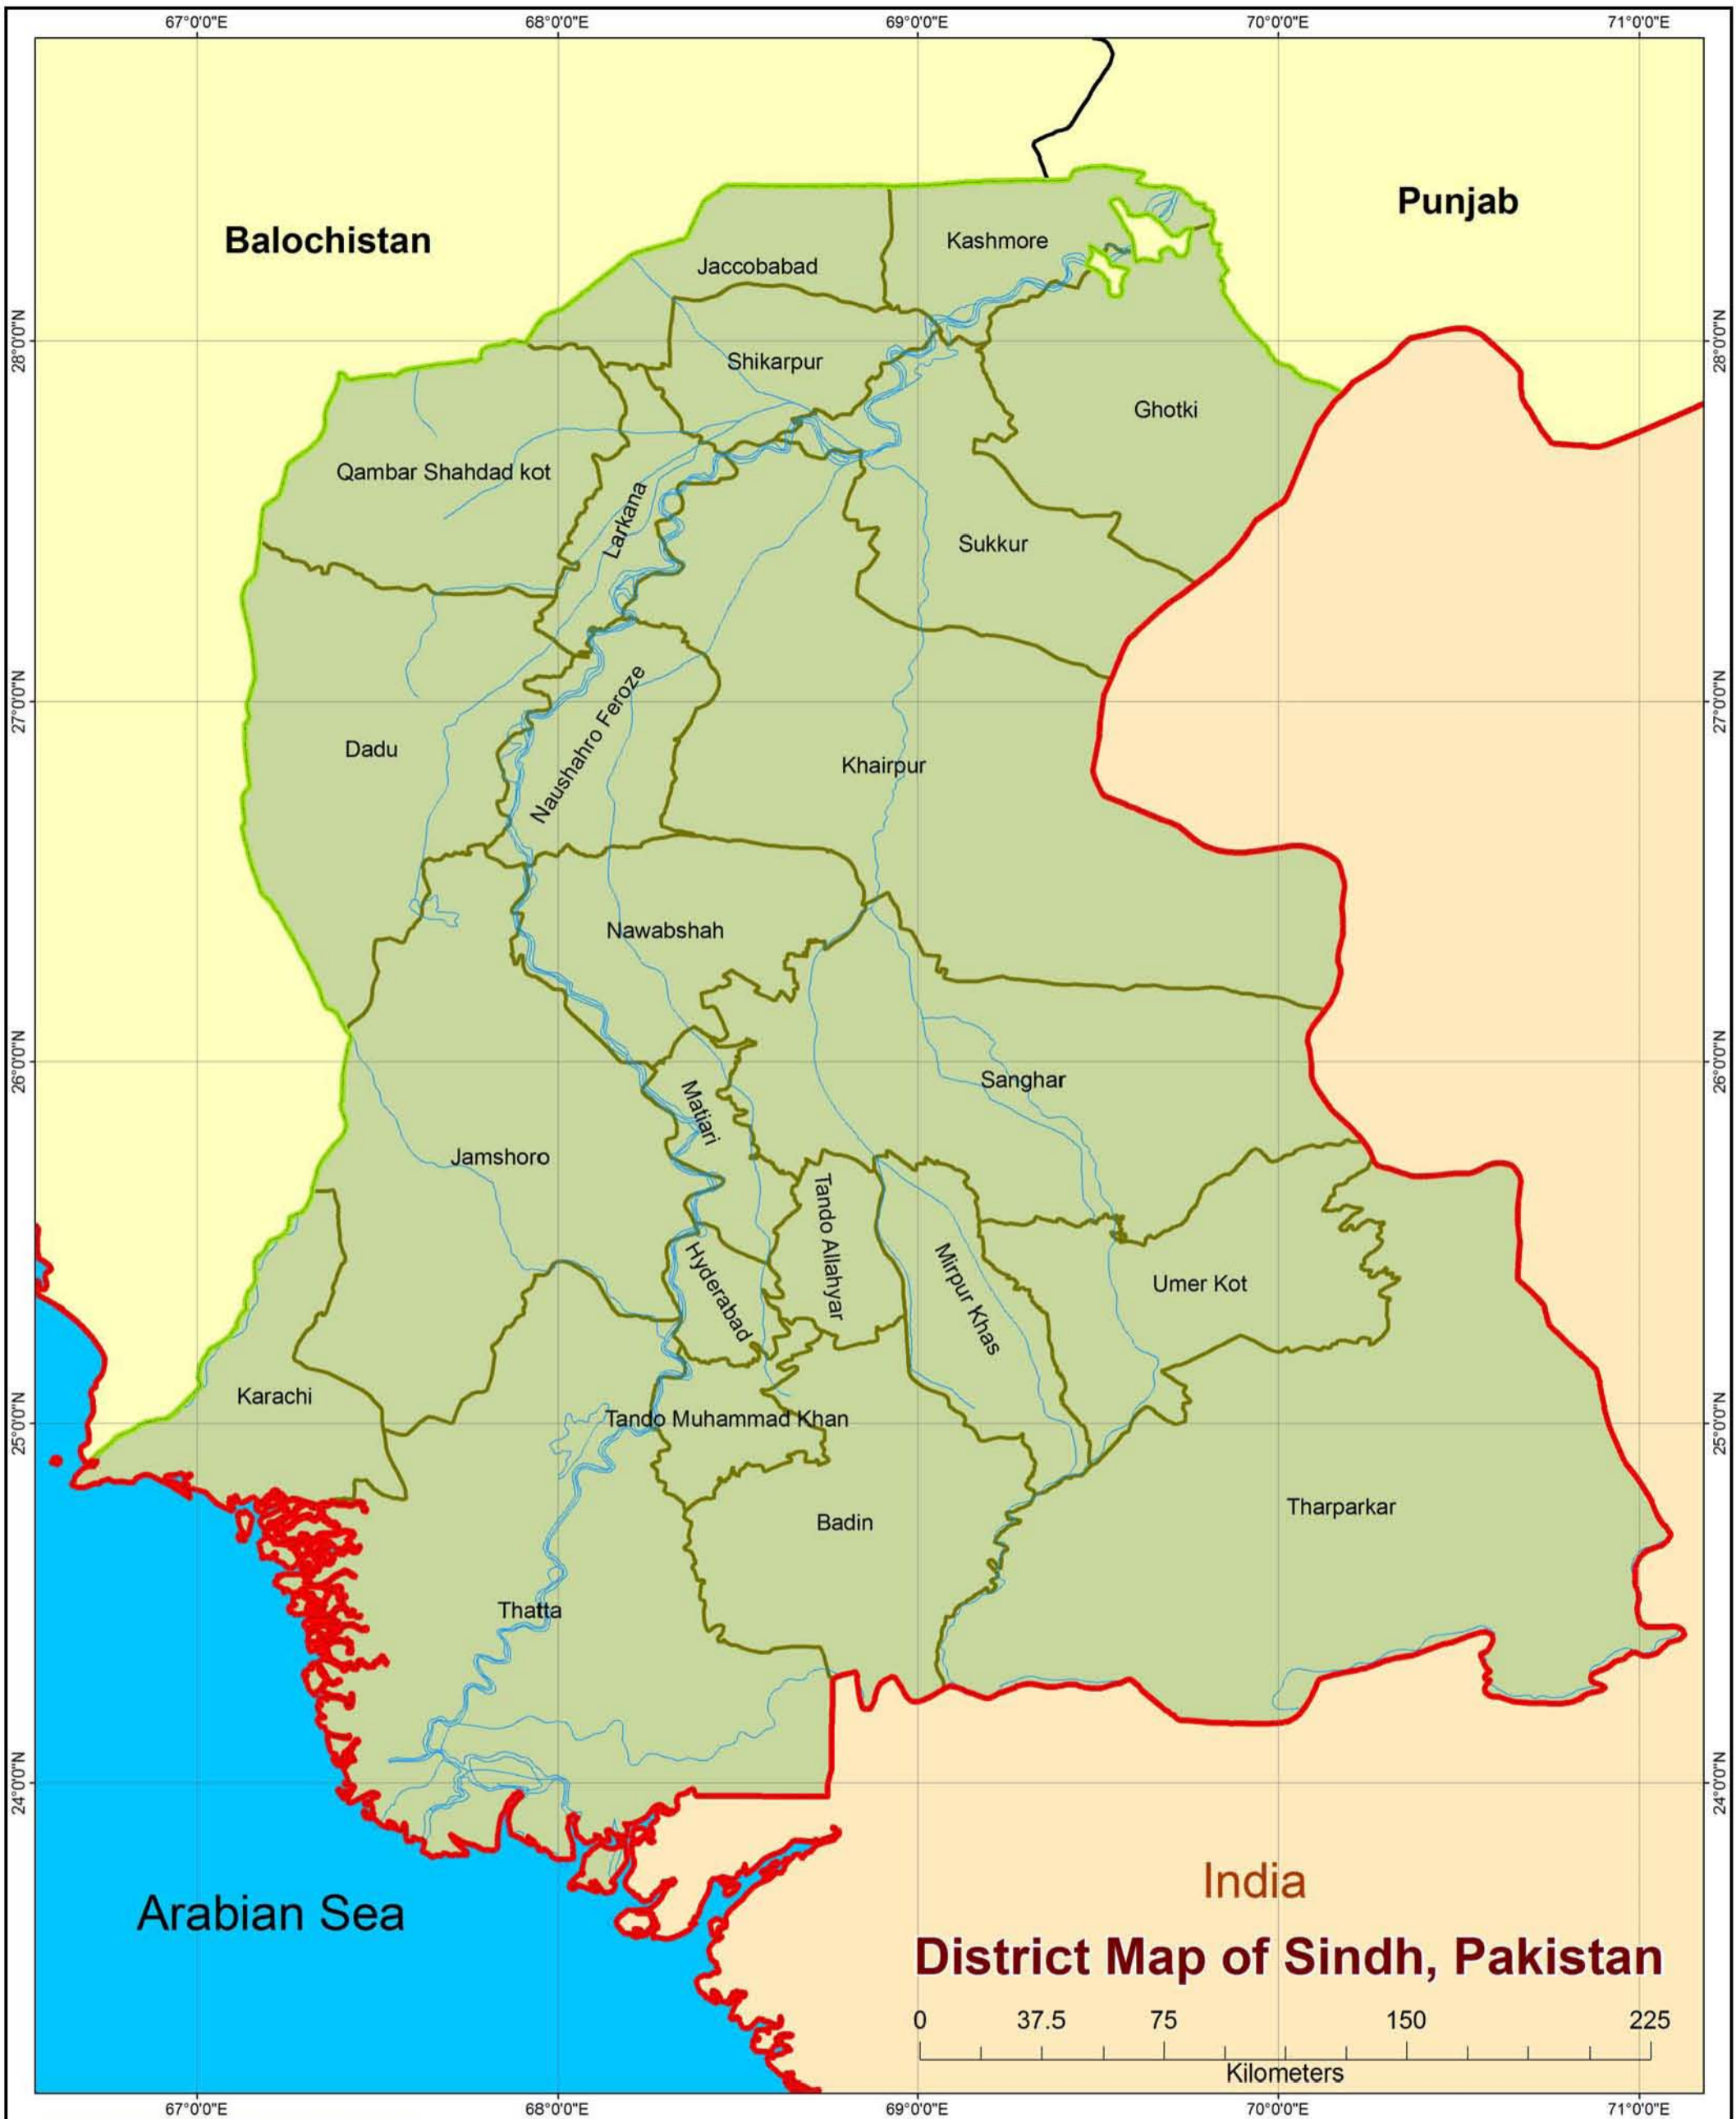 67°0'0"E
68°0'0"E
69°0'0"E
70°0'0"E
71°0'0"E
Punjab
Balochistan
Kashmore
Jaccobabad
28°0'0"N
28°0'0"N
Shikarpur
Ghotki
Qambar Shahdad kot
Larkana
Sukkur
27°0'0"N
27°0'0"N
Naushahro Feroze
Dadu
Khairpur
Nawabshah
26°0'0"N
26°0'0"N
Sanghar
Matiari
Jamshoro
Tando Allahyar
Hyderabad
Mirpur Khas
Umer Kot
Karachi
25°0'0"N
25°0'0"N
Tando Muhammad Khan
Tharparkar
Badin
Thatta
24°0'0"N
24°0'0"N
India
Arabian Sea
District Map of Sindh, Pakistan
0 37.5 75 150 225
Kilometers
67°0'0"E
68°0'0"E
69°0'0"E
70°0'0"E
71°0'0"E